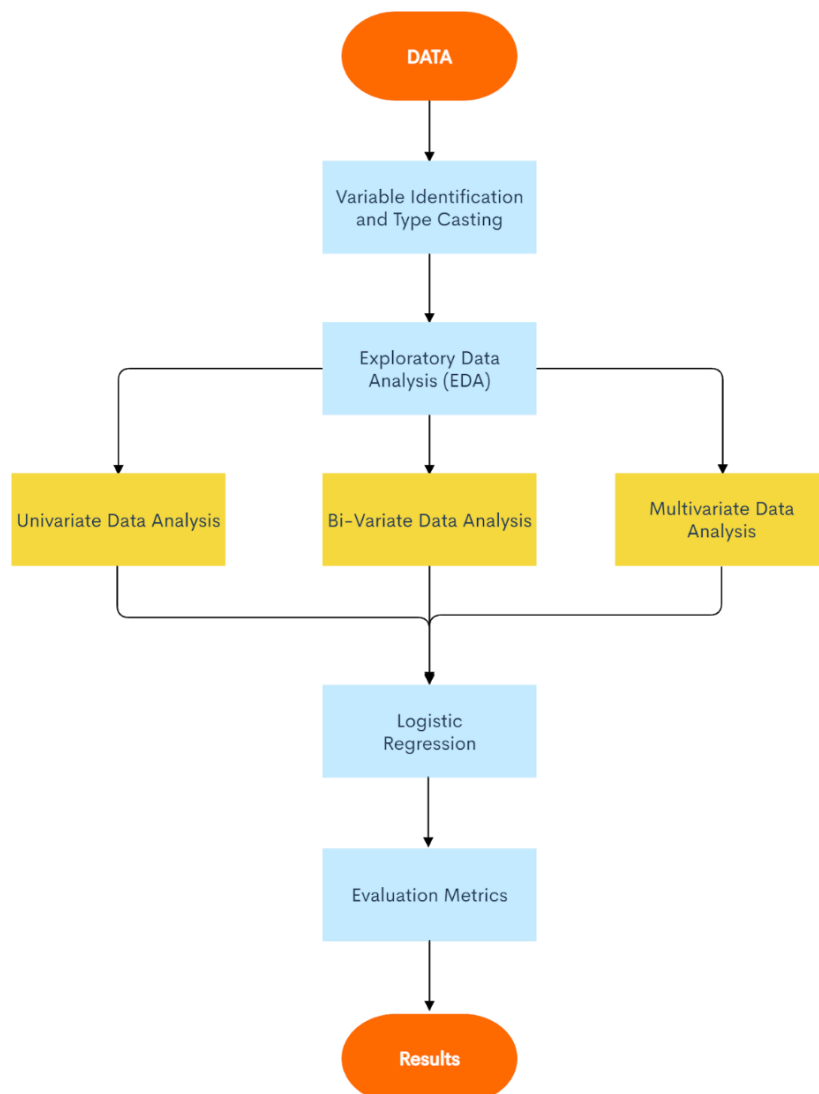 DATA
Variable Identification
and Type Casting
Exploratory Data
Analysis (EDA)
Univariate Data Analysis
Bi-Variate Data Analysis
Multivariate Data
Analysis
Logistic
Regression
Evaluation Metrics
Results